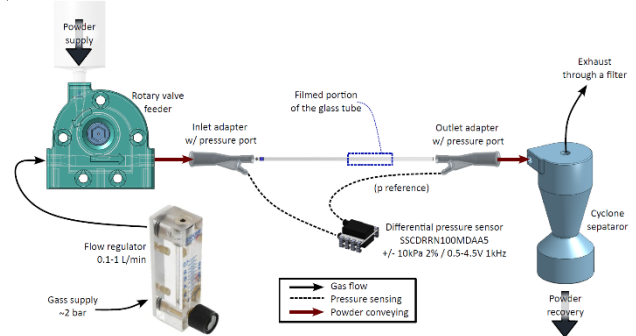 Powder
supply
Rotary valve
feeder
Inlet adapter
w/ pressure port
Filmed portion
of the glass tube
Outlet adapter
w/ pressure port
Exhaust
through a filter
(p reference)
Differential pressure sensor
SSCDRRN100MDAA5
+/- 10kPa 2% / 0.5-4.5V 1kHz
Cyclone
sepatator
Flow regulator
0.1-1 L/min
Gass supply
~2 bar
Gas flow
Pressure sensing
Powder conveying
Powder
recovery